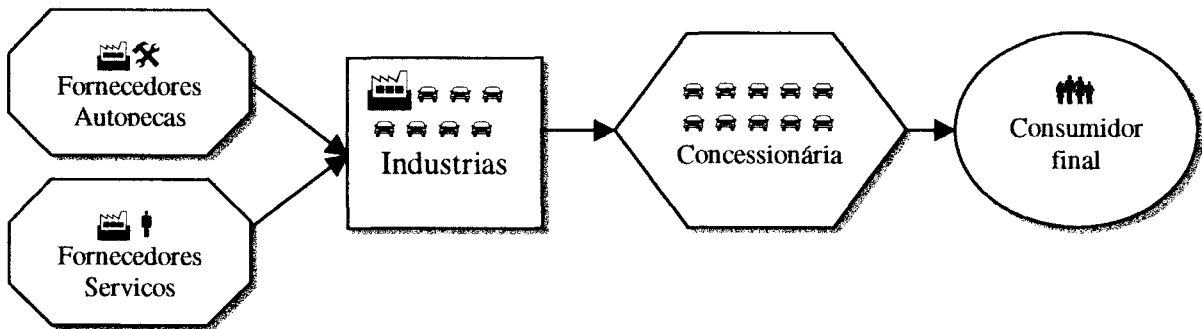 Fornecedores
Autopecas
Fornecedores
Servicos
Industrias
Concessionária
Consumidor
final